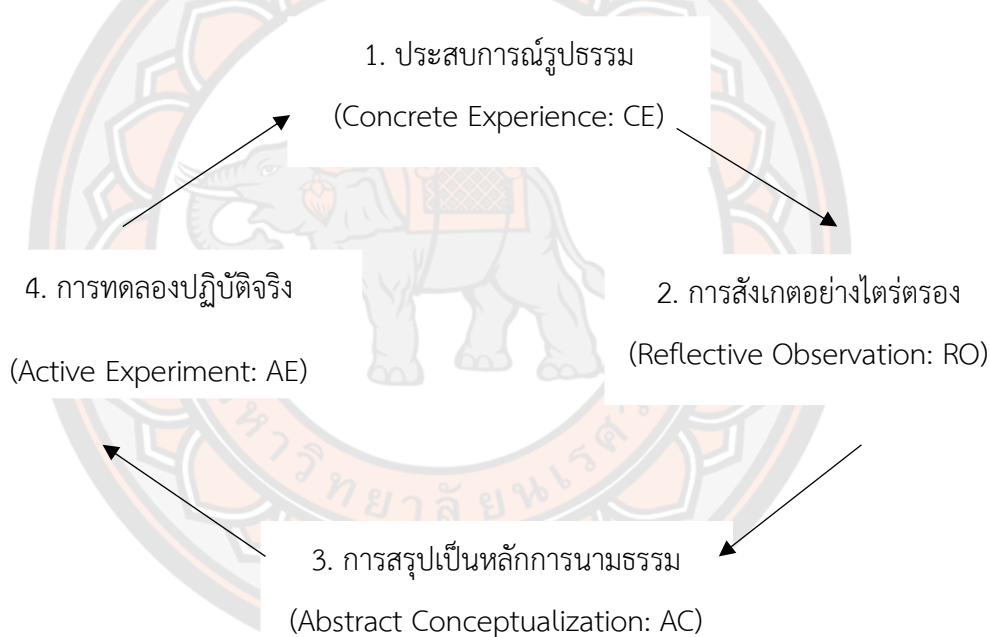 1. ประสบการณ์รูปธรรม
(Concrete Experience: CE)
2. การสังเกตอย่างไตร่ตรอง
(Reflective Observation: RO)
3. การสรุปเป็นหลักการนามธรรม
(Abstract Conceptualization: AC)
4. การทดลองปฏิบัติจริง
(Active Experiment: AE)